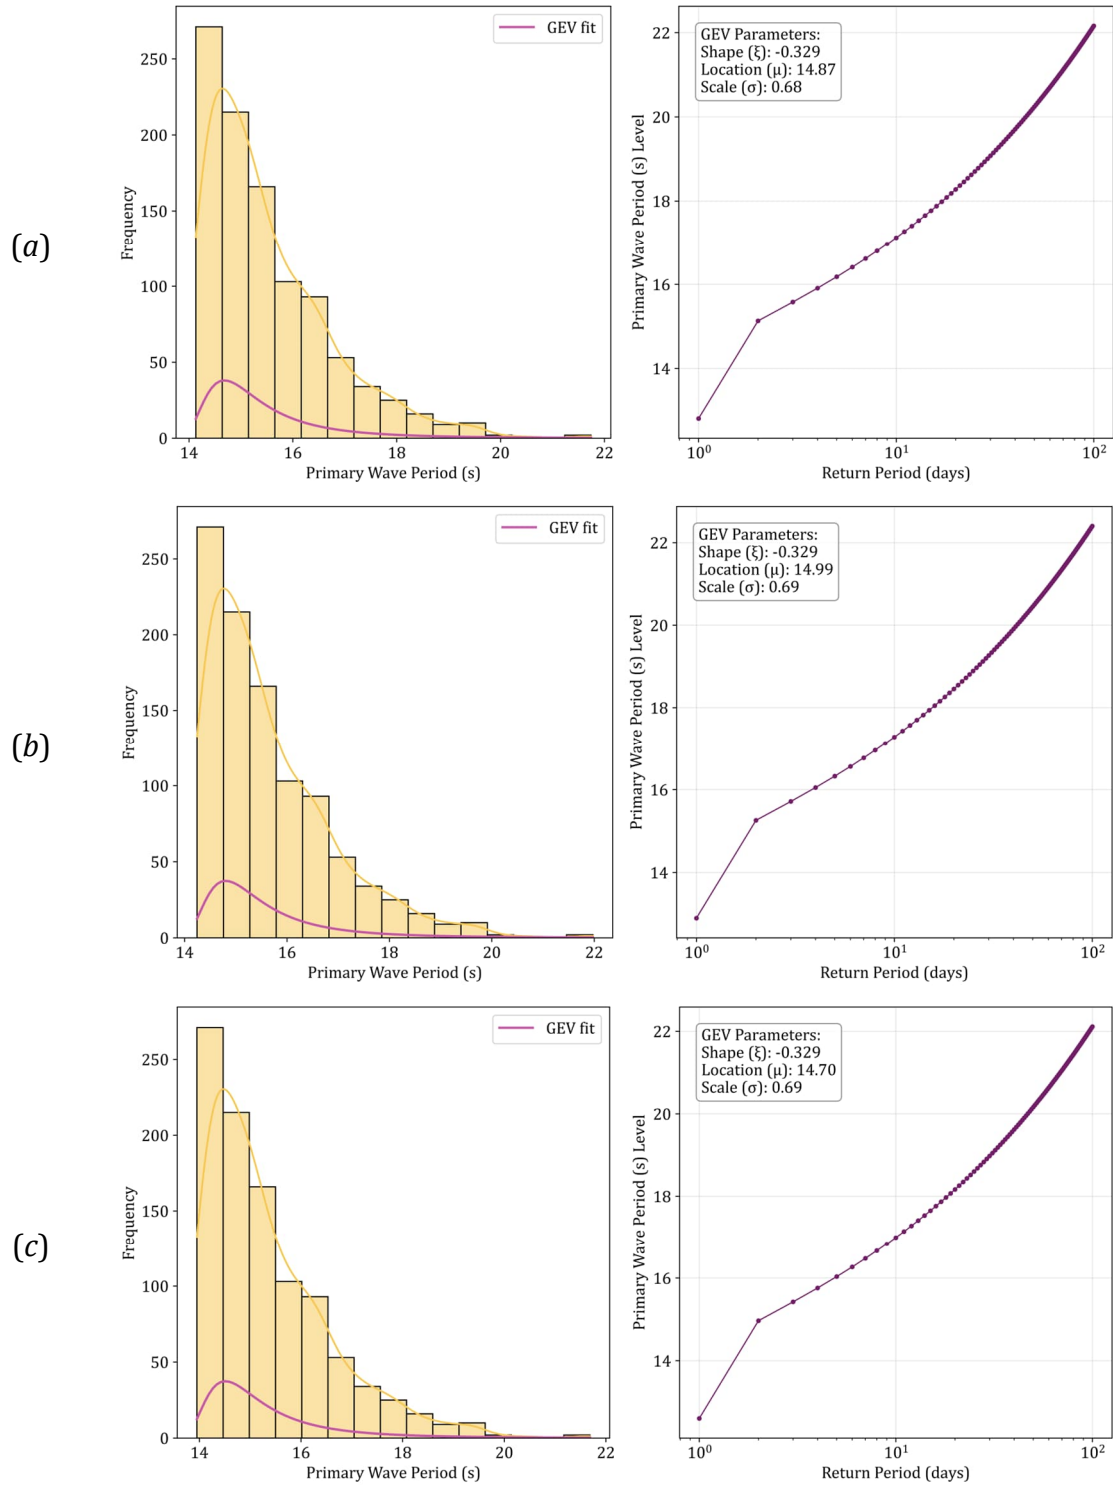 (a)
GEV fit
250
200
150
100
50
0
Frequency
14
16
18
20
22
Primary Wave Period (s)
GEV Parameters:
Shape (ξ): -0.329
Location (μ): 14.87
Scale (σ): 0.68
22
20
18
16
14
Primary Wave Period (s) Level
10⁰
10¹
10²
Return Period (days)
(b)
GEV fit
250
200
150
100
50
0
Frequency
14
16
18
20
22
Primary Wave Period (s)
GEV Parameters:
Shape (ξ): -0.329
Location (μ): 14.99
Scale (σ): 0.69
22
20
18
16
14
Primary Wave Period (s) Level
10⁰
10¹
10²
Return Period (days)
(c)
GEV fit
250
200
150
100
50
0
Frequency
14
16
18
20
22
Primary Wave Period (s)
GEV Parameters:
Shape (ξ): -0.329
Location (μ): 14.70
Scale (σ): 0.69
22
20
18
16
14
Primary Wave Period (s) Level
10⁰
10¹
10²
Return Period (days)